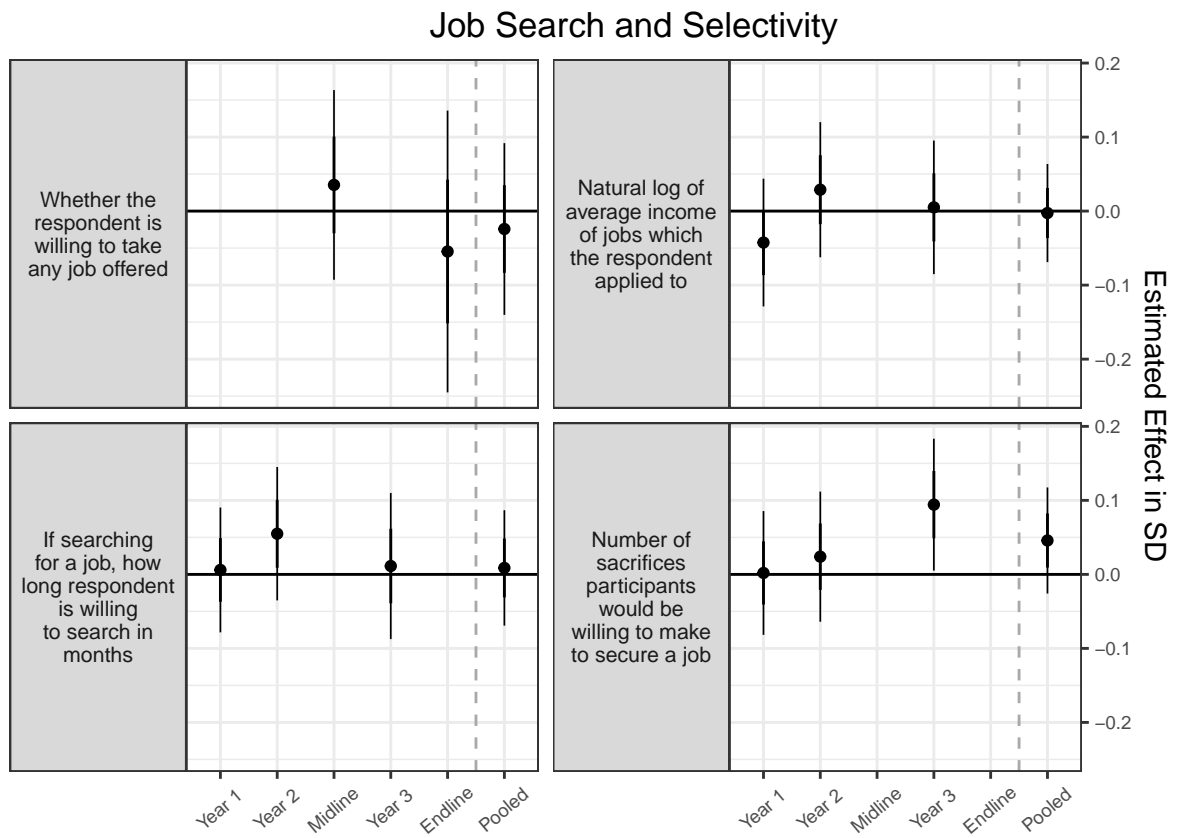 Job Search and Selectivity
Whether the
respondent is
willing to take
any job offered
Natural log of
average income
of jobs which
the respondent
applied to
0.2
0.1
0.0
−0.1
−0.2
If searching
for a job, how
long respondent
is willing
to search in
months
Number of
sacrifices
participants
would be
willing to make
to secure a job
0.2
0.1
0.0
−0.1
−0.2
Estimated Effect in SD
Year 1
Year 2
Midline
Year 3
Endline
Pooled
Year 1
Year 2
Midline
Year 3
Endline
Pooled